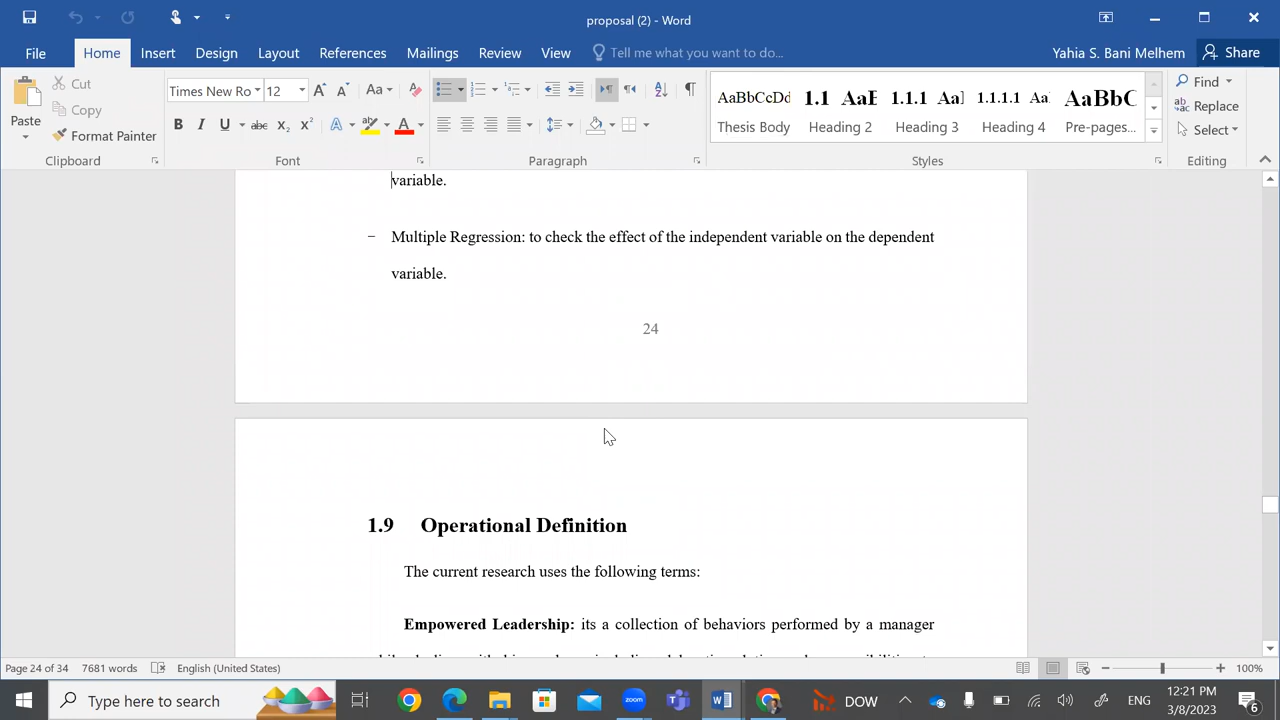 proposal (2) - Word
File Home Insert Design Layout References Mailings Review View Tell me what you want to do... Yahia S. Bani Melhem Share
Paste
Cut
Copy
Format Painter
Clipboard
Times New Ro 12
Font
Paragraph
AaBbCcDd 1.1 AaE 1.1.1 Aa 1.1.1.1 Aa AaBbC
Thesis Body Heading 2 Heading 3 Heading 4 Pre-pages...
Styles
Find
Replace
Select
Editing
variable.
– Multiple Regression: to check the effect of the independent variable on the dependent
variable.
24
1.9 Operational Definition
The current research uses the following terms:
Empowered Leadership: its a collection of behaviors performed by a manager
Page 24 of 34 7681 words English (United States) 100%
Type here to search
zoom
DOW
ENG
12:21 PM
3/8/2023
6